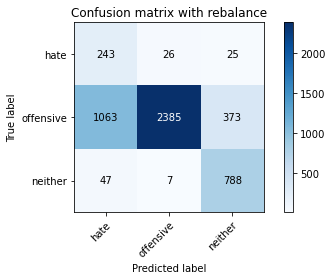 Confusion matrix with rebalance
True label
hate 243 26 25
offensive 1063 2385 373
neither 47 7 788
hate offensive neither
Predicted label
2000
1500
1000
500